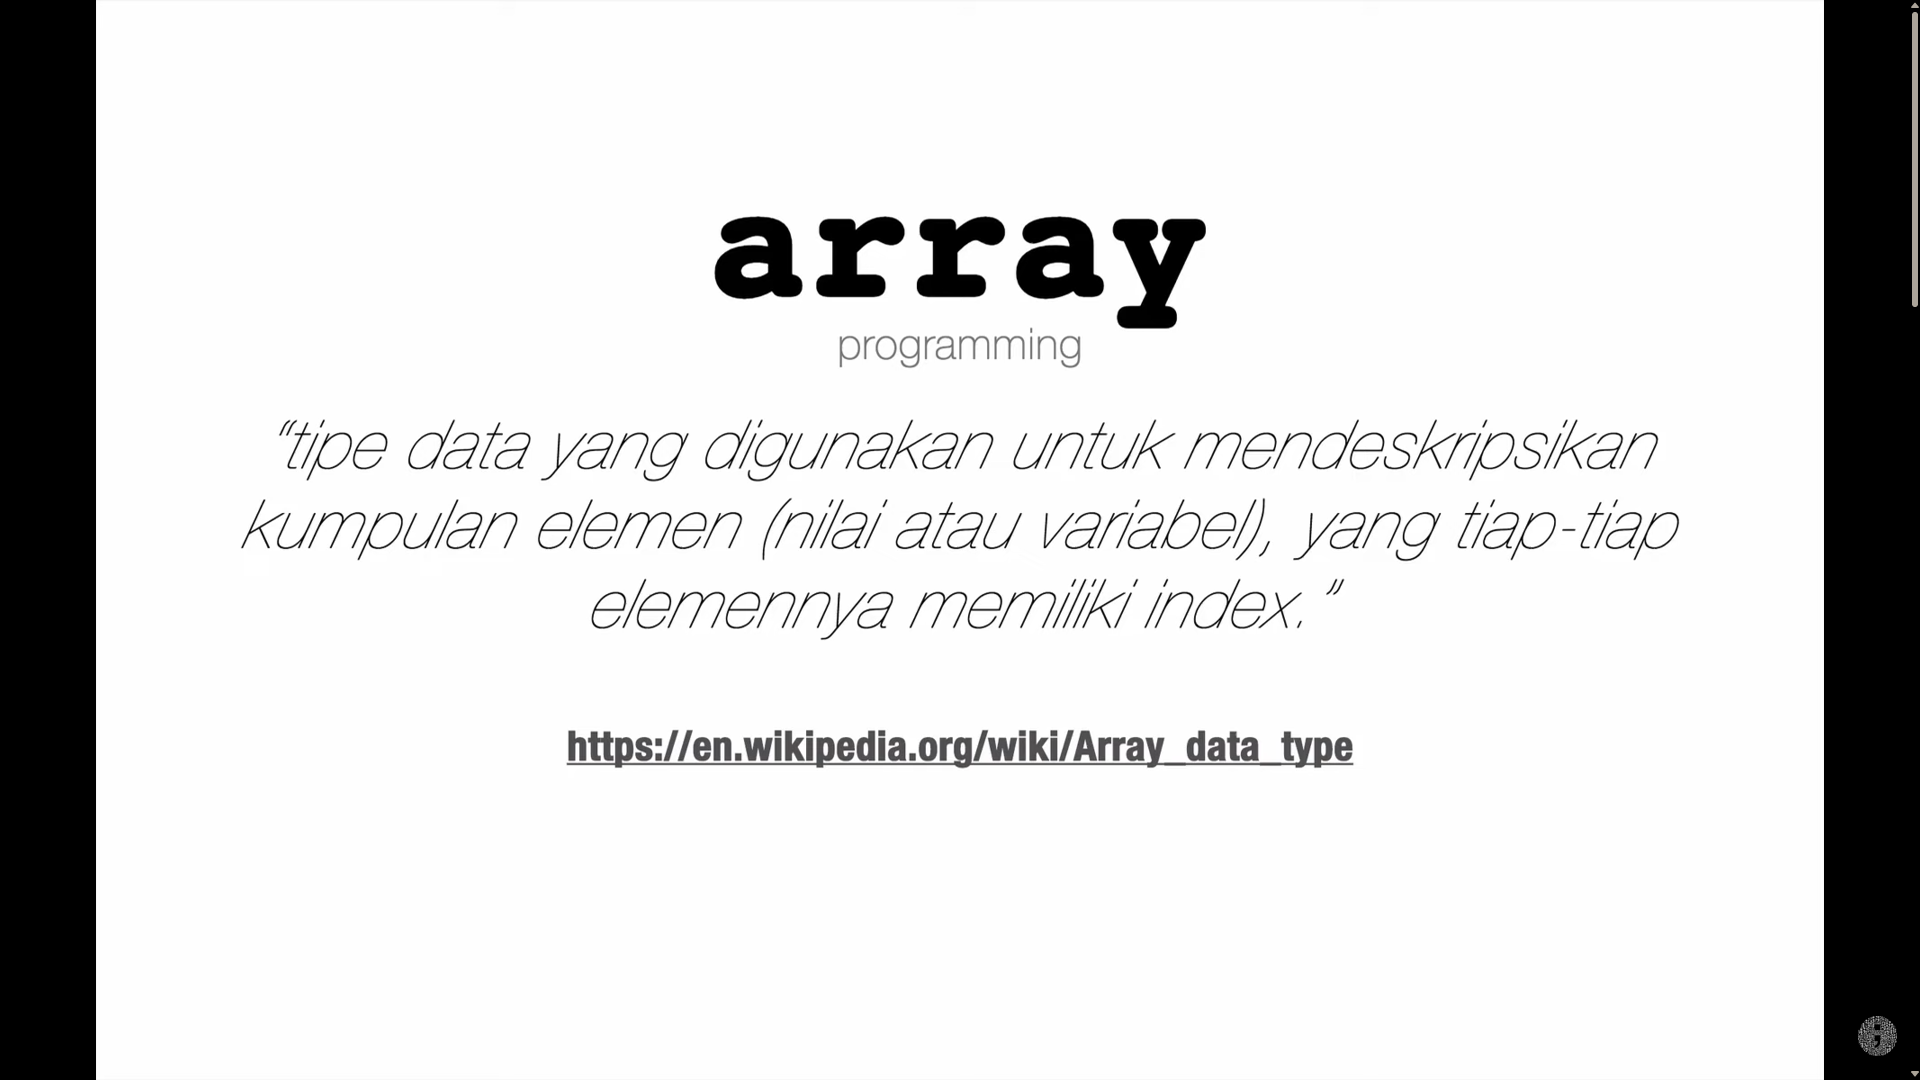 array
programming
“tipe data yang digunakan untuk mendeskripsikan
kumpulan elemen (nilai atau variabel), yang tiap-tiap
elemennya memiliki index.”
https://en.wikipedia.org/wiki/Array_data_type